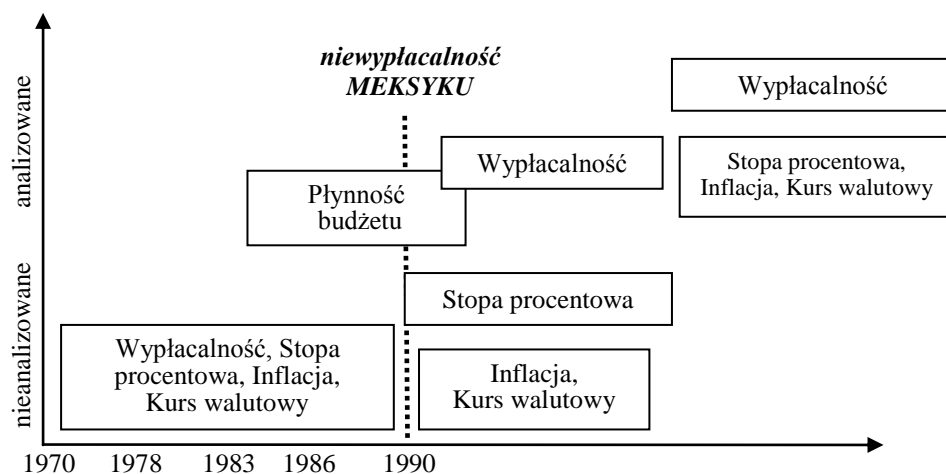 niewypłacalność
MEKSYKU
Wypłacalność
Wypłacalność
Stopa procentowa,
Inflacja, Kurs walutowy
Płynność
budżetu
Stopa procentowa
Wypłacalność, Stopa
procentowa, Inflacja,
Kurs walutowy
Inflacja,
Kurs walutowy
analizowane
nieanalizowane
1970 1978 1983 1986 1990